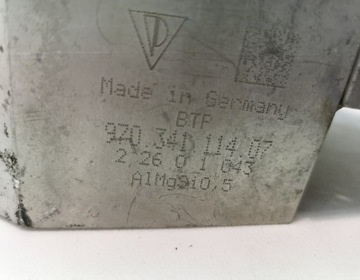 Made in Germany
BTP
970 341 114 07
2.26 0 1 043
AlMgSi0,5